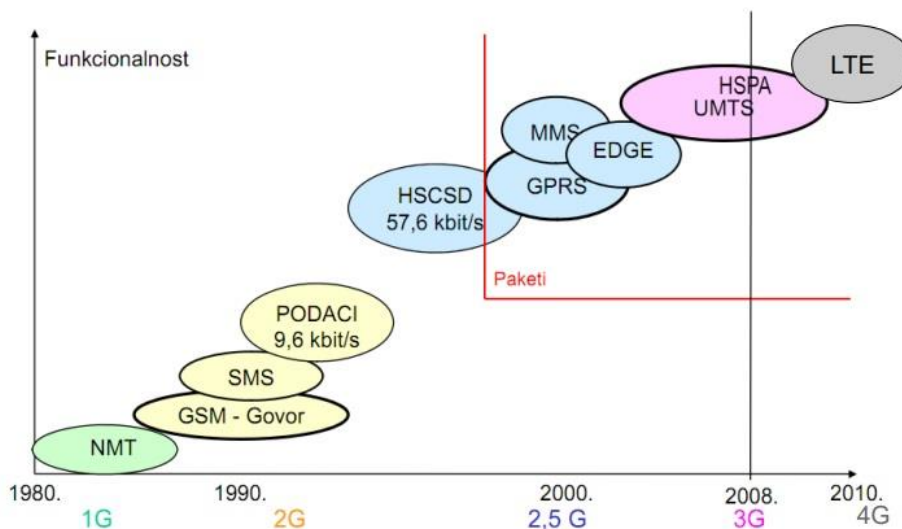 Funkcionalnost
LTE
HSPA
UMTS
MMS
EDGE
GPRS
HSCSD
57,6 kbit/s
Paketi
PODACI
9,6 kbit/s
SMS
GSM - Govor
NMT
1980. 1990. 2000. 2008. 2010.
1G 2G 2,5 G 3G 4G